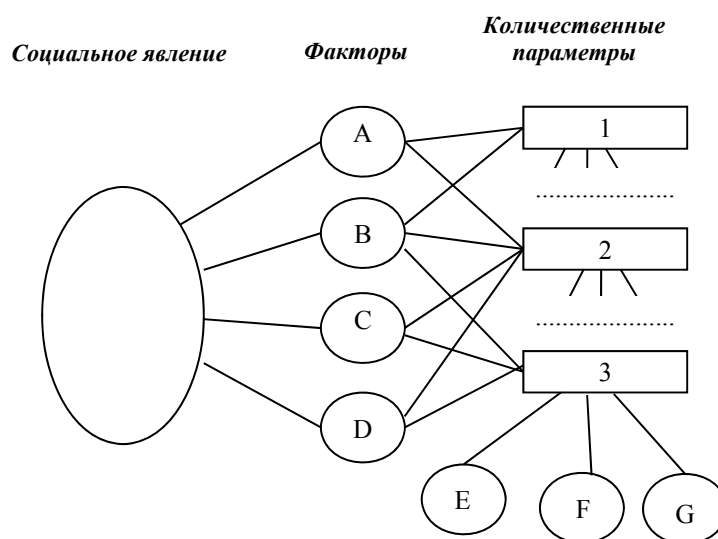 Социальное явление
Факторы
Количественные
параметры
A
B
C
D
1
2
3
E
F
G